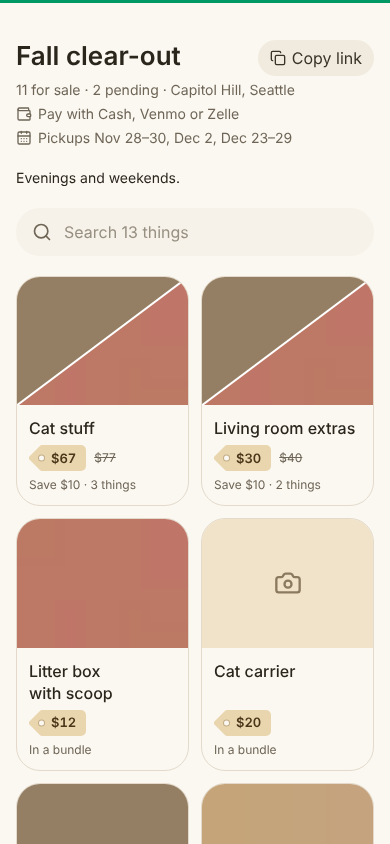 Fall clear-out
Copy link
11 for sale · 2 pending · Capitol Hill, Seattle
Pay with Cash, Venmo or Zelle
Pickups Nov 28–30, Dec 2, Dec 23–29
Evenings and weekends.
Search 13 things
Cat stuff
$67 $77
Save $10 · 3 things
Living room extras
$30 $40
Save $10 · 2 things
Litter box
with scoop
$12
In a bundle
Cat carrier
$20
In a bundle